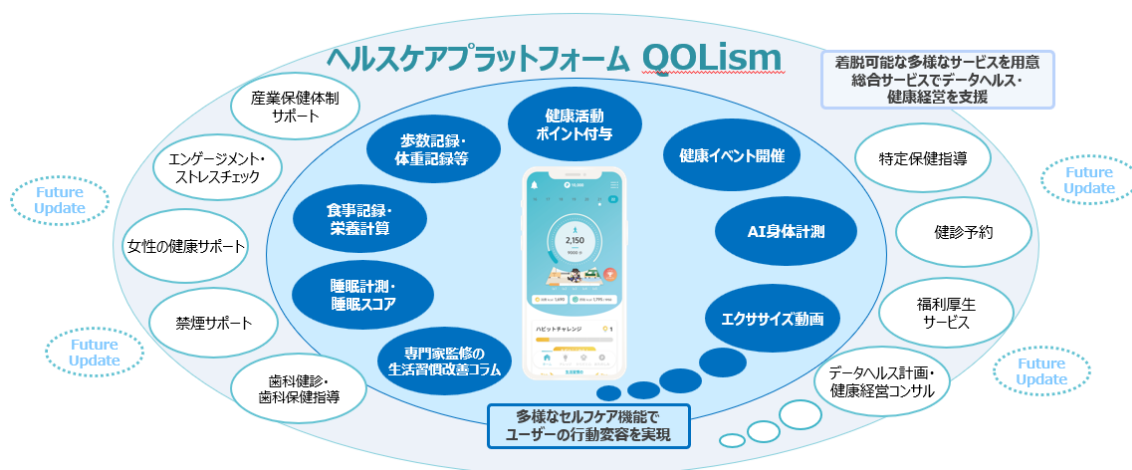 ヘルスケアプラットフォーム QOLism
着脱可能な多様なサービスを用意
総合サービスでデータヘルス・
健康経営を支援
産業保健体制
サポート
エンゲージメント・
ストレスチェック
女性の健康サポート
禁煙サポート
歯科健診・
歯科保健指導
Future
Update
Future
Update
健康活動
ポイント付与
歩数記録・
体重記録等
食事記録・
栄養計算
睡眠計測・
睡眠スコア
専門家監修の
生活習慣改善コラム
2,150
ハビットチャレンジ
1
健康イベント開催
AI身体計測
エクササイズ動画
多様なセルフケア機能で
ユーザーの行動変容を実現
特定保健指導
健診予約
福利厚生
サービス
データヘルス計画・
健康経営コンサル
Future
Update
Future
Update